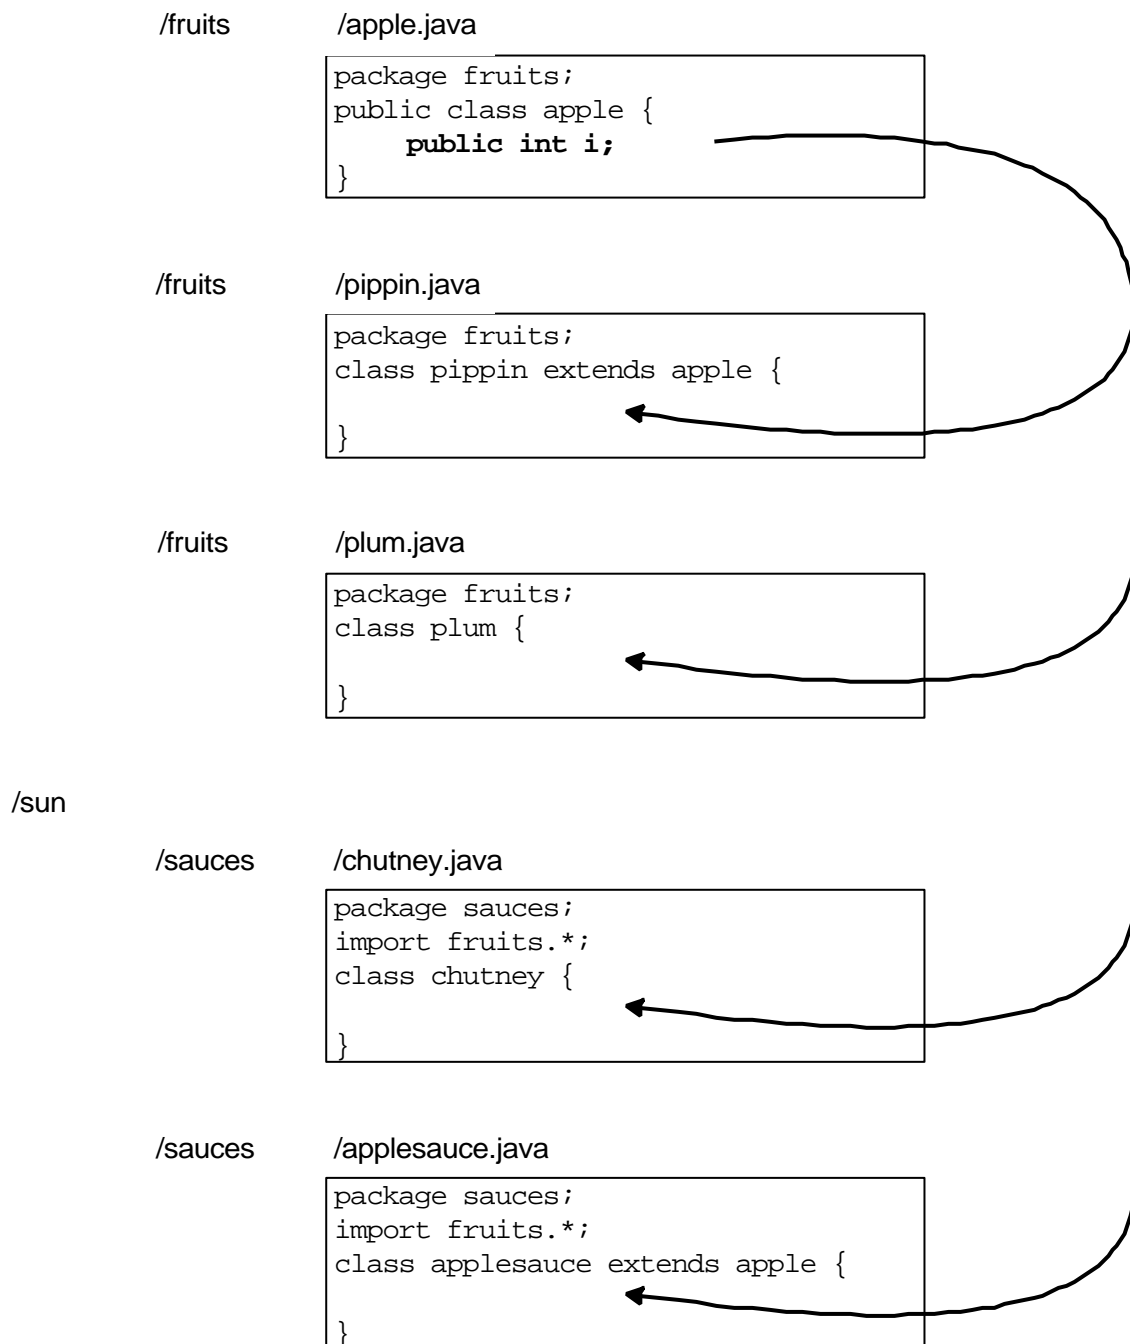 /fruits /apple.java
package fruits;
public class apple {
public int i;
}
/fruits /pippin.java
package fruits;
class pippin extends apple {
}
/fruits /plum.java
package fruits;
class plum {
}
/sun
/sauces /chutney.java
package sauces;
import fruits.*;
class chutney {
}
/sauces /applesauce.java
package sauces;
import fruits.*;
class applesauce extends apple {
}